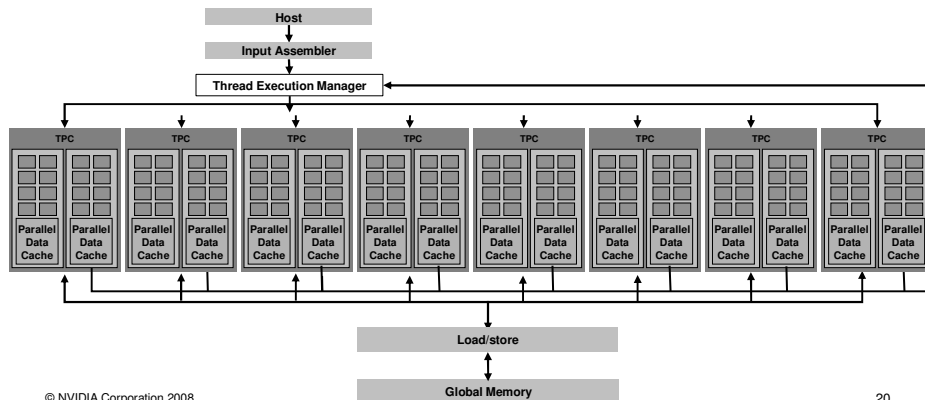 Host
Input Assembler
Thread Execution Manager
TPC TPC TPC TPC TPC TPC TPC TPC
Parallel Parallel Parallel Parallel Parallel Parallel Parallel Parallel Parallel Parallel Parallel Parallel Parallel Parallel Parallel Parallel
Data Data Data Data Data Data Data Data Data Data Data Data Data Data Data Data
Cache Cache Cache Cache Cache Cache Cache Cache Cache Cache Cache Cache Cache Cache Cache Cache
Load/store
Global Memory
© NVIDIA Corporation 2008 20